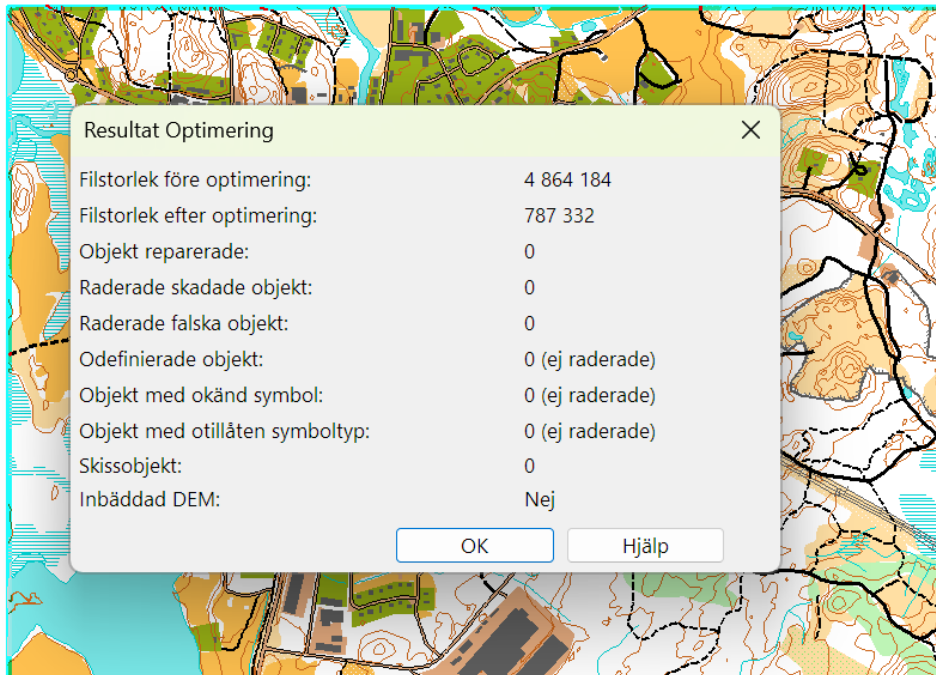 Resultat Optimering
Filstorlek före optimering: 4 864 184
Filstorlek efter optimering: 787 332
Objekt reparerade: 0
Raderade skadade objekt: 0
Raderade falska objekt: 0
Odefinierade objekt: 0 (ej raderade)
Objekt med okänd symbol: 0 (ej raderade)
Objekt med otillåten symboltyp: 0 (ej raderade)
Skissobjekt: 0
Inbäddad DEM: Nej
OK Hjälp